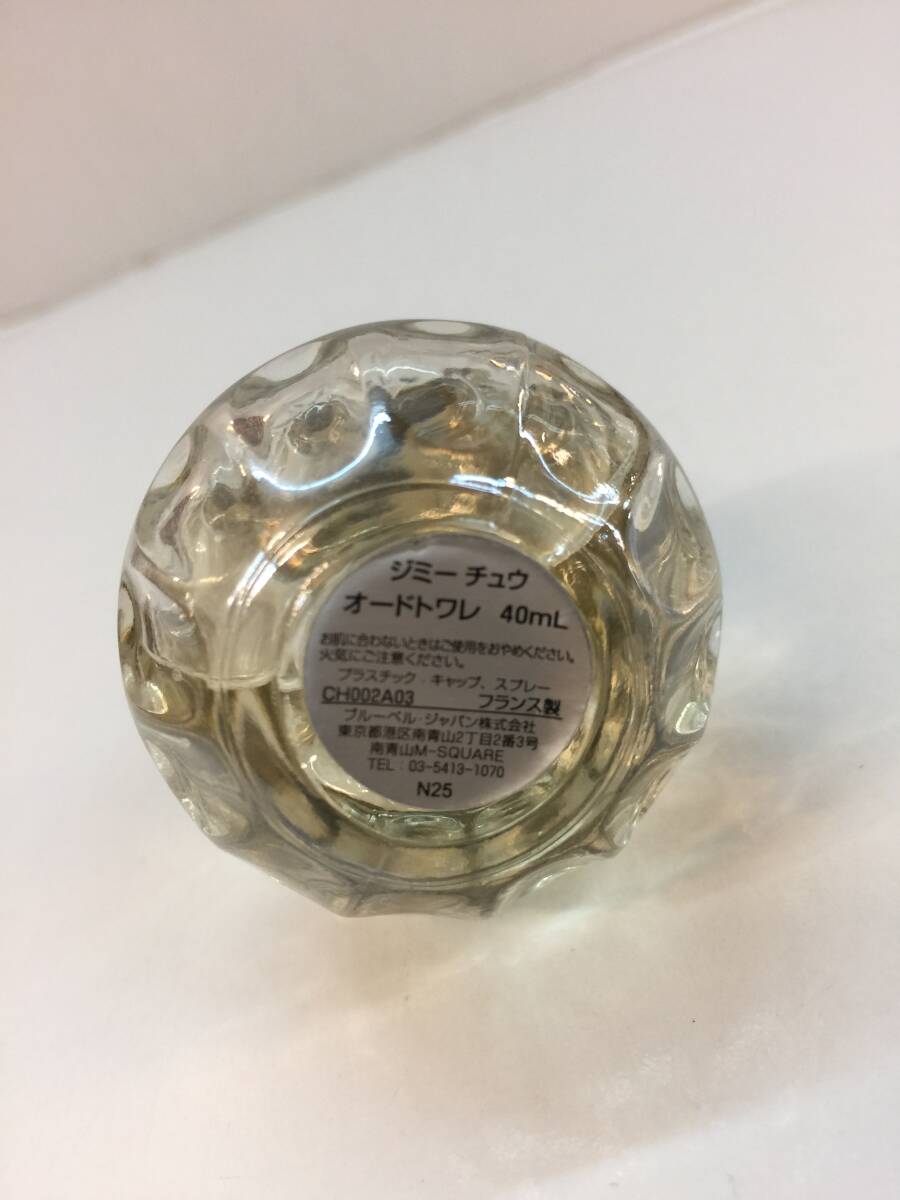 ジミー チュウ
オードトワレ 40mL
お肌に合わないときはご使用をおやめください。
火気にご注意ください。
プラスチック・キャップ、スプレー
CH002A03 フランス製
ブルーベル・ジャパン株式会社
東京都港区南青山2丁目2番3号
南青山M-SQUARE
TEL：03-5413-1070
N25